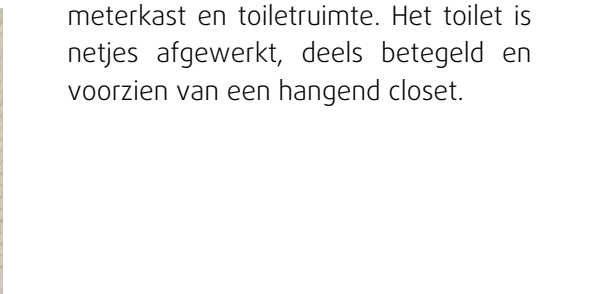 meterkast en toiletruimte. Het toilet is
netjes afgewerkt, deels betegeld en
voorzien van een hangend closet.